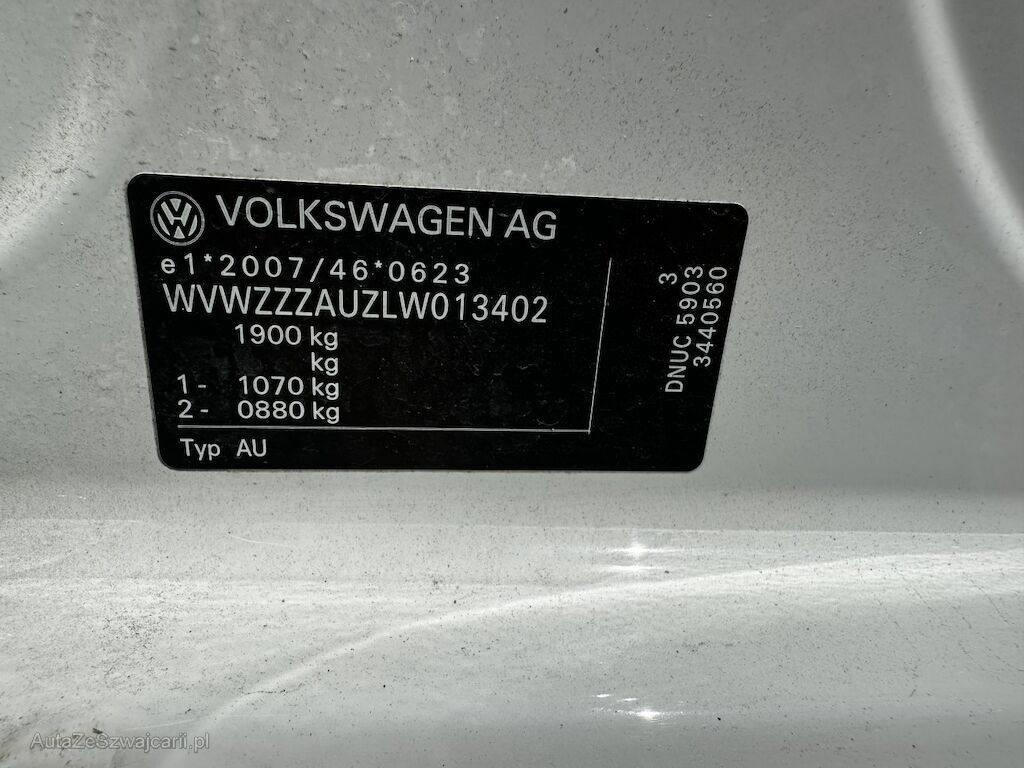 VOLKSWAGEN AG
e1*2007/46*0623
WVWZZZAUZLW013402
1900 kg
kg
1- 1070 kg
2- 0880 kg
Typ AU
3
DNUC 5903
3440560
AutaZeSzwajcarii.pl